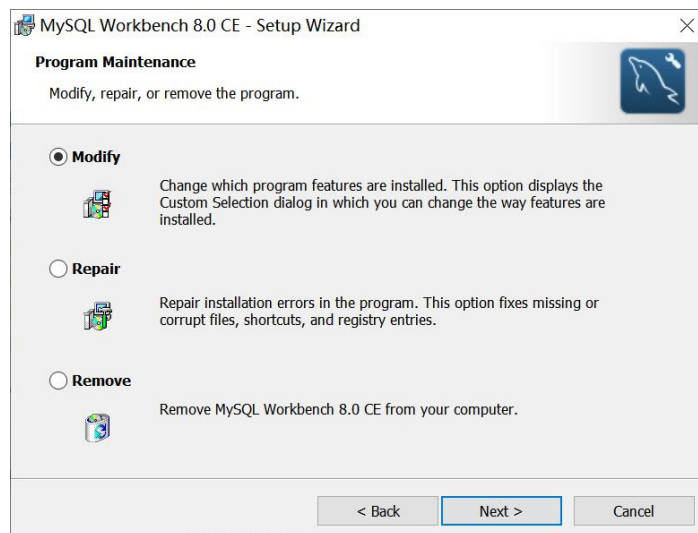 MySQL Workbench 8.0 CE - Setup Wizard
Program Maintenance
Modify, repair, or remove the program.
Modify
Change which program features are installed. This option displays the
Custom Selection dialog in which you can change the way features are
installed.
Repair
Repair installation errors in the program. This option fixes missing or
corrupt files, shortcuts, and registry entries.
Remove
Remove MySQL Workbench 8.0 CE from your computer.
< Back
Next >
Cancel